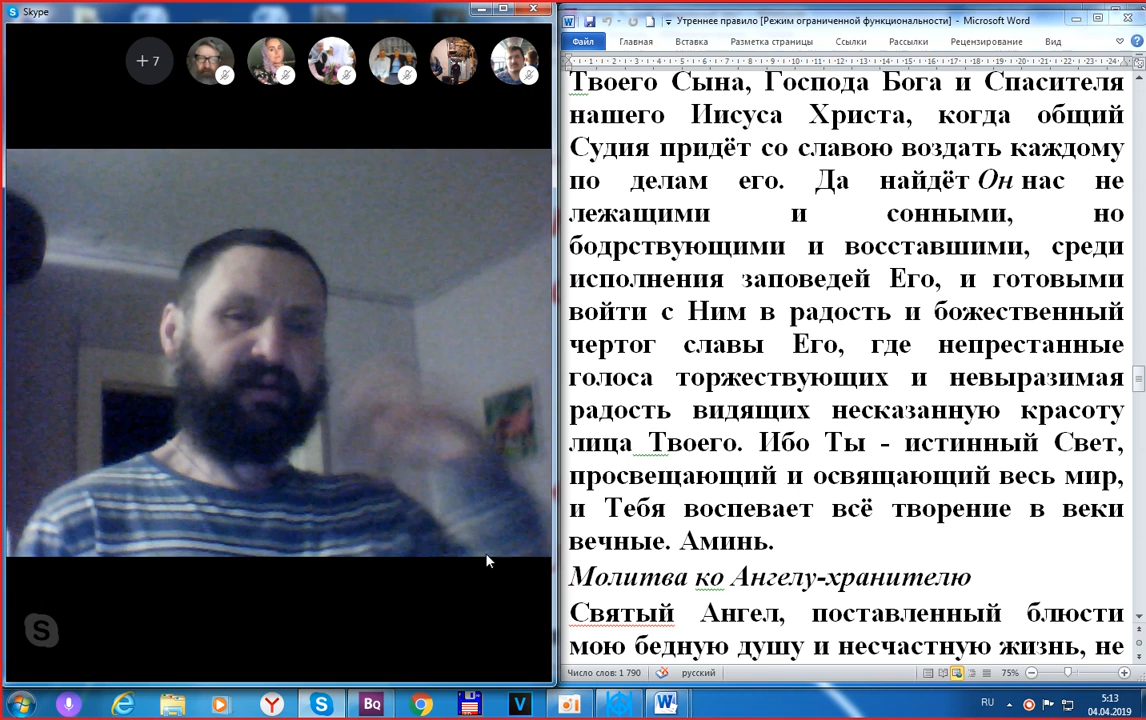 Skype
+7
Утреннее правило [Режим ограниченной функциональности] - Microsoft Word
Файл
Главная
Вставка
Разметка страницы
Ссылки
Рассылки
Рецензирование
Вид
Твоего Сына, Господа Бога и Спасителя
нашего Иисуса Христа, когда общий
Судия придёт со славою воздать каждому
по делам его. Да найдёт Он нас не
лежащими и сонными, но
бодрствующими и восставшими, среди
исполнения заповедей Его, и готовыми
войти с Ним в радость и божественный
чертог славы Его, где непрестанные
голоса торжествующих и невыразимая
радость видящих несказанную красоту
лица Твоего. Ибо Ты - истинный Свет,
просвещающий и освящающий весь мир,
и Тебя воспевает всё творение в веки
вечные. Аминь.
Молитва ко Ангелу-хранителю
Святый Ангел, поставленный блюсти
мою бедную душу и несчастную жизнь, не
Число слов: 1 790
русский
75%
Bq
RU
5:13
04.04.2019